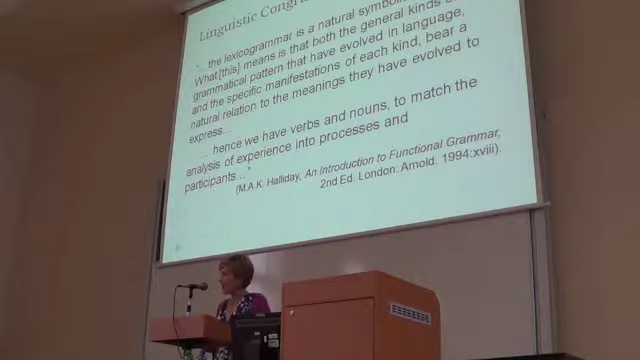 Linguistic
“... the lexicogrammar is a natural
What [this] means is that both the general kinds
grammatical pattern that have evolved in language,
and the specific manifestations of each kind, bear a
natural relation to the meanings they have evolved to
express...
... hence we have verbs and nouns, to match the
analysis of experience into processes and
participants...”
(M.A.K. Halliday, An Introduction to Functional Grammar,
2nd Ed. London: Arnold. 1994:xviii).